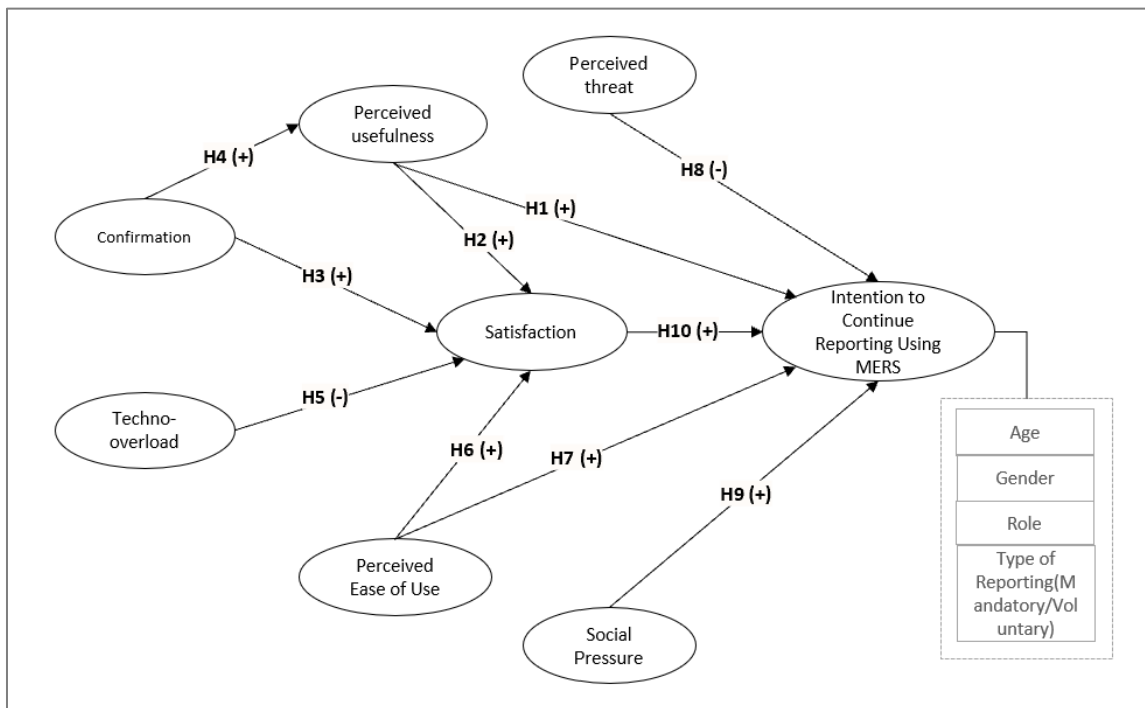 Perceived
threat
Perceived
usefulness
H4 (+)
H8 (-)
H1 (+)
Confirmation
H2 (+)
H3 (+)
Intention to
Continue
Reporting Using
MERS
Satisfaction
H10 (+)
H5 (-)
Techno-
overload
Age
H6 (+)
H7 (+)
Gender
H9 (+)
Role
Perceived
Ease of Use
Type of
Reporting(M
andatory/Vol
untary)
Social
Pressure